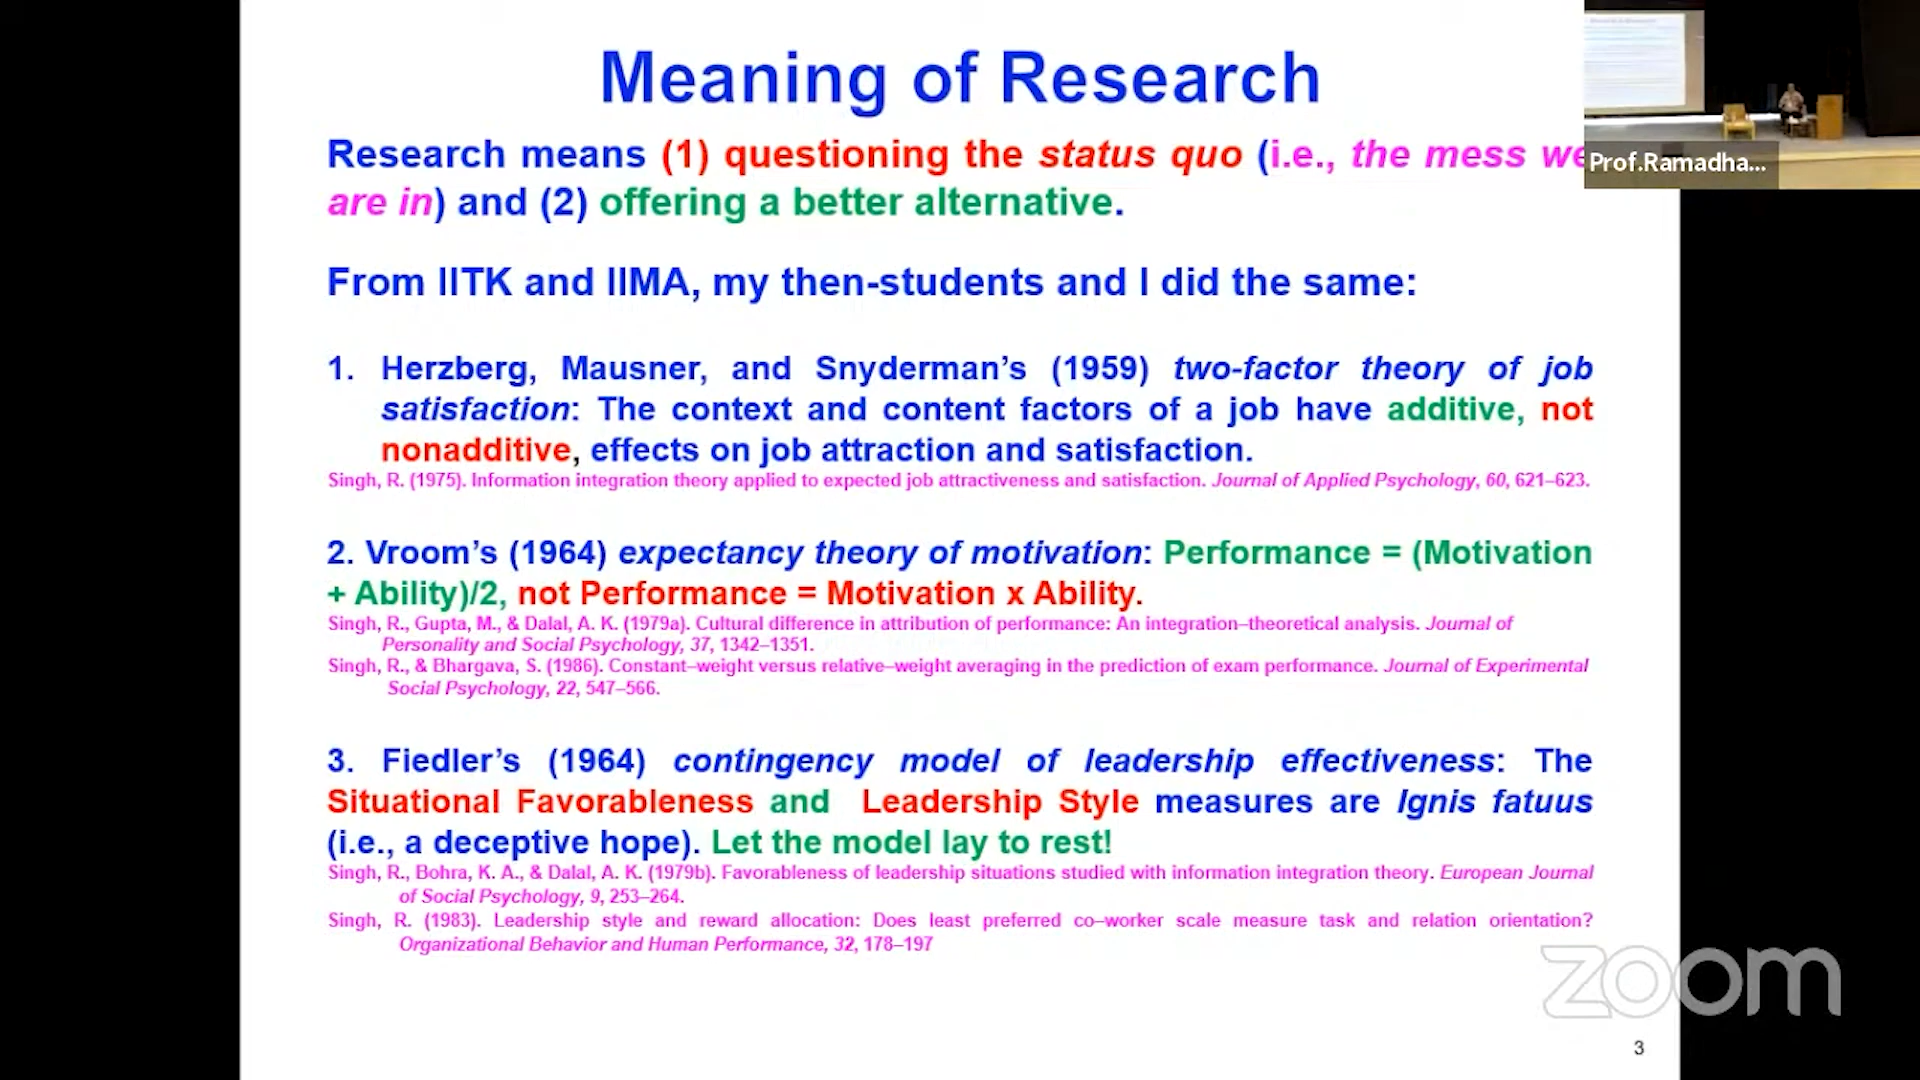 Meaning of Research
Research means (1) questioning the status quo (i.e., the mess we
are in) and (2) offering a better alternative.
Prof.Ramadha...
From IITK and IIMA, my then-students and I did the same:
1. Herzberg, Mausner, and Snyderman’s (1959) two-factor theory of job
satisfaction: The context and content factors of a job have additive, not
nonadditive, effects on job attraction and satisfaction.
Singh, R. (1975). Information integration theory applied to expected job attractiveness and satisfaction. Journal of Applied Psychology, 60, 621–623.
2. Vroom’s (1964) expectancy theory of motivation: Performance = (Motivation
+ Ability)/2, not Performance = Motivation x Ability.
Singh, R., Gupta, M., & Dalal, A. K. (1979a). Cultural difference in attribution of performance: An integration–theoretical analysis. Journal of
Personality and Social Psychology, 37, 1342–1351.
Singh, R., & Bhargava, S. (1986). Constant–weight versus relative–weight averaging in the prediction of exam performance. Journal of Experimental
Social Psychology, 22, 547–566.
3. Fiedler’s (1964) contingency model of leadership effectiveness: The
Situational Favorableness and Leadership Style measures are Ignis fatuus
(i.e., a deceptive hope). Let the model lay to rest!
Singh, R., Bohra, K. A., & Dalal, A. K. (1979b). Favorableness of leadership situations studied with information integration theory. European Journal
of Social Psychology, 9, 253–264.
Singh, R. (1983). Leadership style and reward allocation: Does least preferred co–worker scale measure task and relation orientation?
Organizational Behavior and Human Performance, 32, 178–197
zoom
3